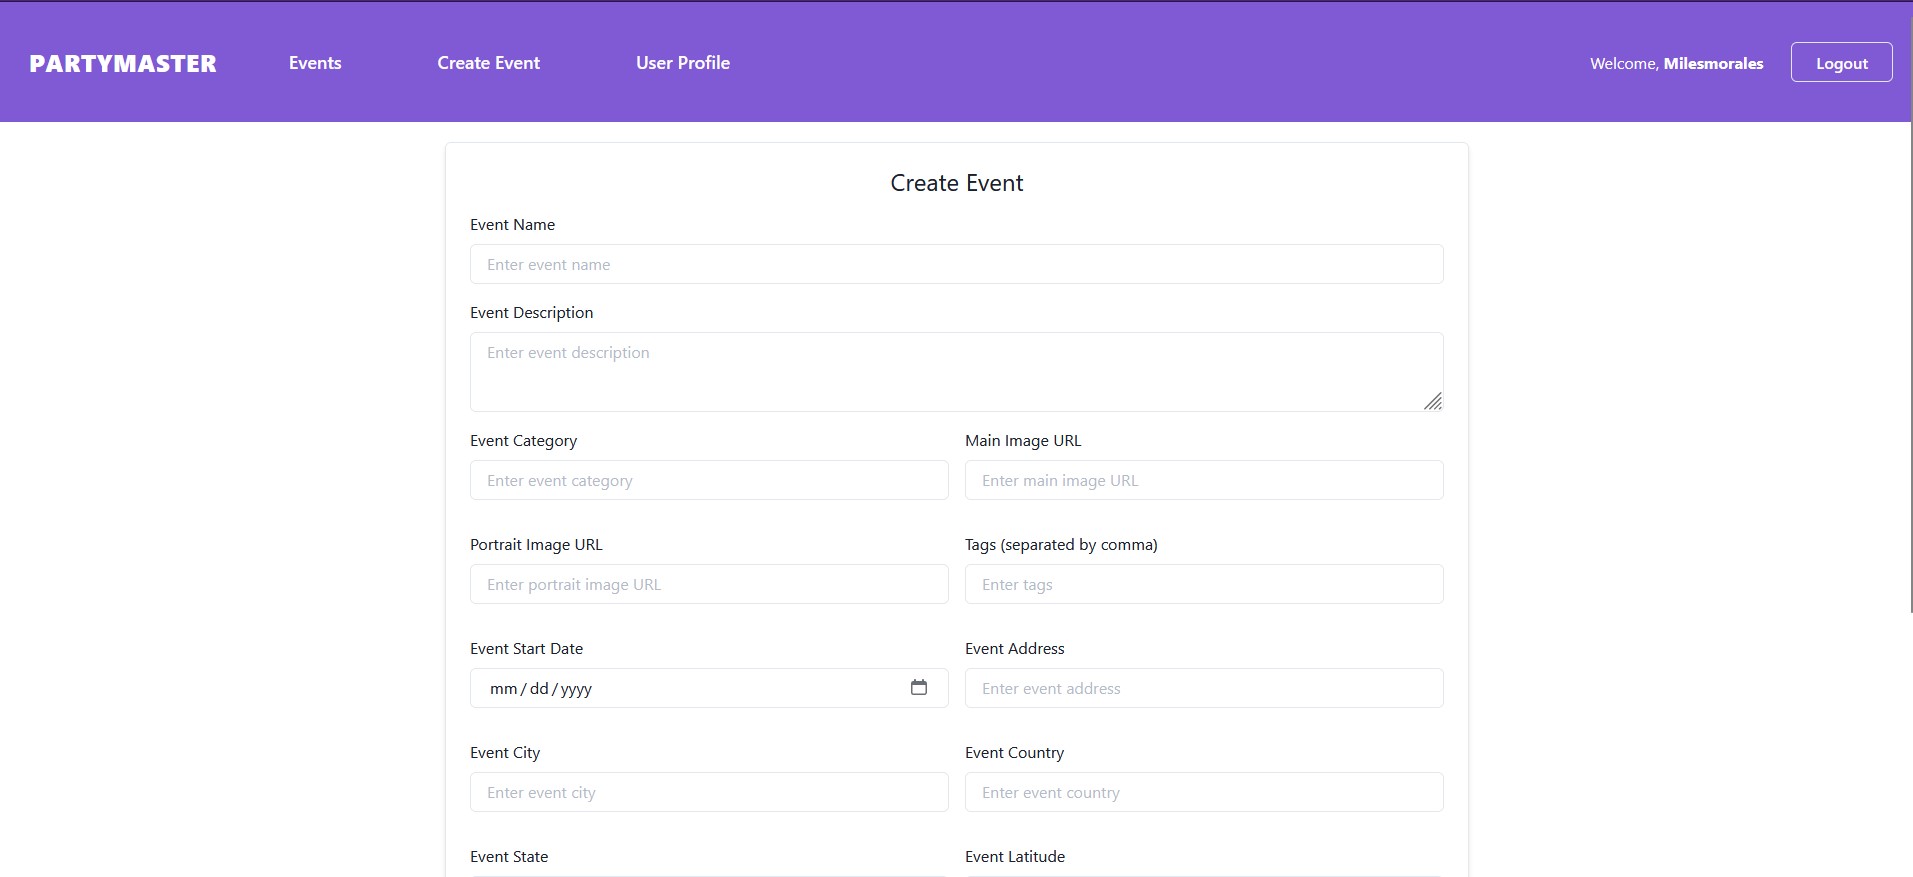 PARTYMASTER Events Create Event User Profile Welcome, Milesmorales Logout
Create Event
Event Name
Enter event name
Event Description
Enter event description
Event Category Main Image URL
Enter event category Enter main image URL
Portrait Image URL Tags (separated by comma)
Enter portrait image URL Enter tags
Event Start Date Event Address
mm/dd/yyyy Enter event address
Event City Event Country
Enter event city Enter event country
Event State Event Latitude